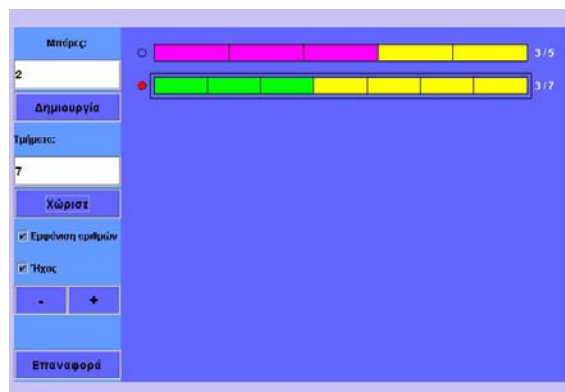 Μπάρες:
2
Δημιουργία
Τμήματα:
7
Χώρισε
Εμφάνιση αριθμών
Ήχος
- +
Επαναφορά
3/5
3/7